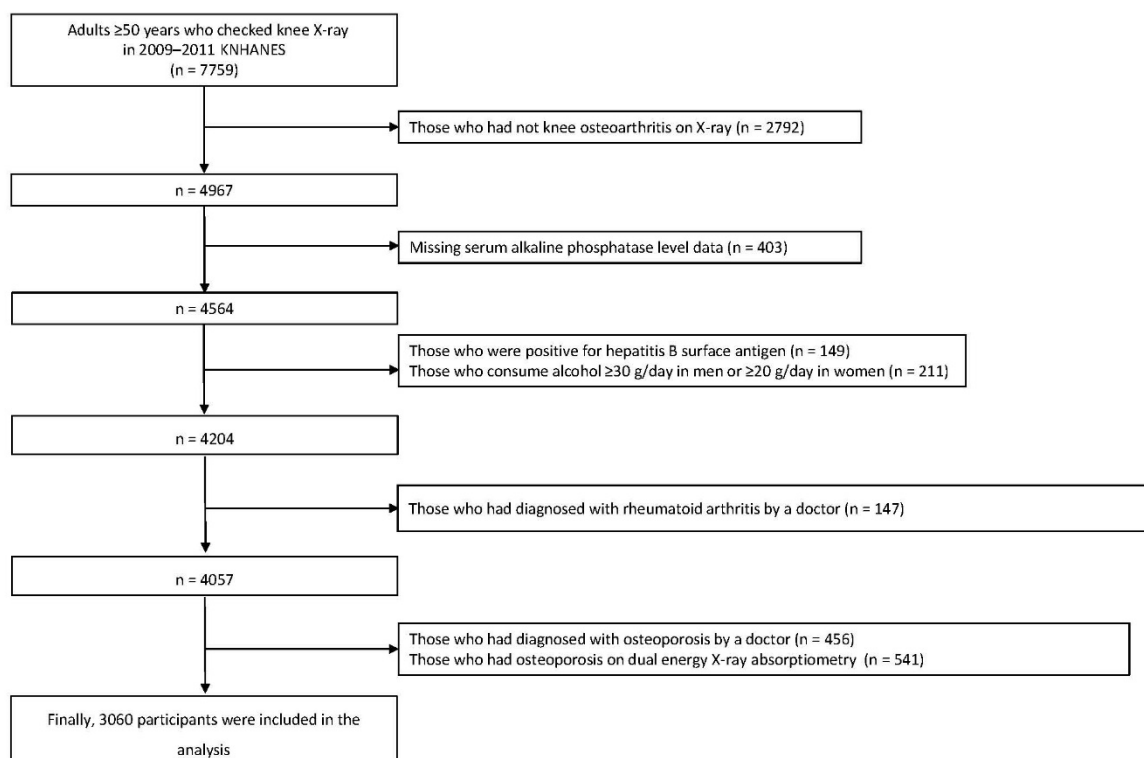 Adults ≥50 years who checked knee X-ray
in 2009–2011 KNHANES
(n = 7759)
Those who had not knee osteoarthritis on X-ray (n = 2792)
n = 4967
Missing serum alkaline phosphatase level data (n = 403)
n = 4564
Those who were positive for hepatitis B surface antigen (n = 149)
Those who consume alcohol ≥30 g/day in men or ≥20 g/day in women (n = 211)
n = 4204
Those who had diagnosed with rheumatoid arthritis by a doctor (n = 147)
n = 4057
Those who had diagnosed with osteoporosis by a doctor (n = 456)
Those who had osteoporosis on dual energy X-ray absorptiometry (n = 541)
Finally, 3060 participants were included in the
analysis